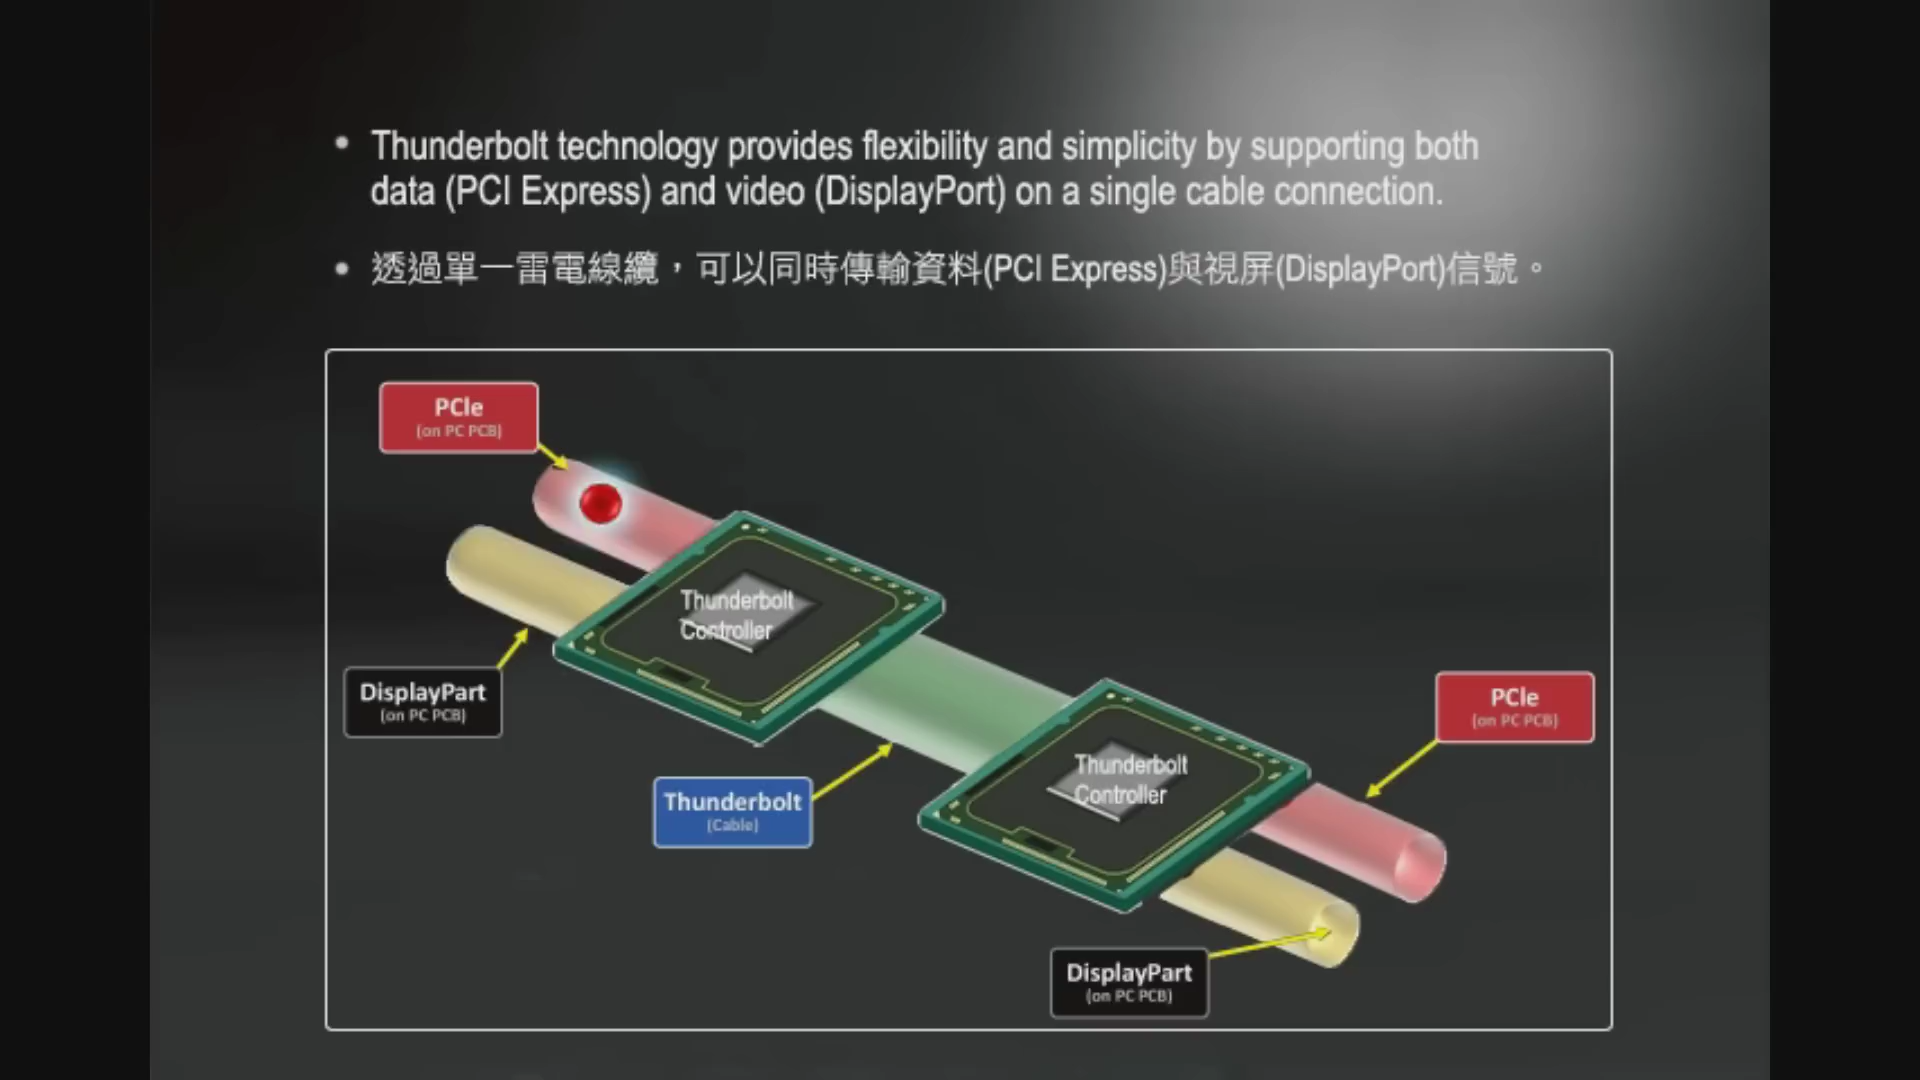 • Thunderbolt technology provides flexibility and simplicity by supporting both
data (PCI Express) and video (DisplayPort) on a single cable connection.
• 透過單一雷電線纜，可以同時傳輸資料(PCI Express)與視屏(DisplayPort)信號。
PCIe
(on PC PCB)
Thunderbolt
Controller
DisplayPart
(on PC PCB)
PCIe
(on PC PCB)
Thunderbolt
Controller
Thunderbolt
(Cable)
DisplayPart
(on PC PCB)